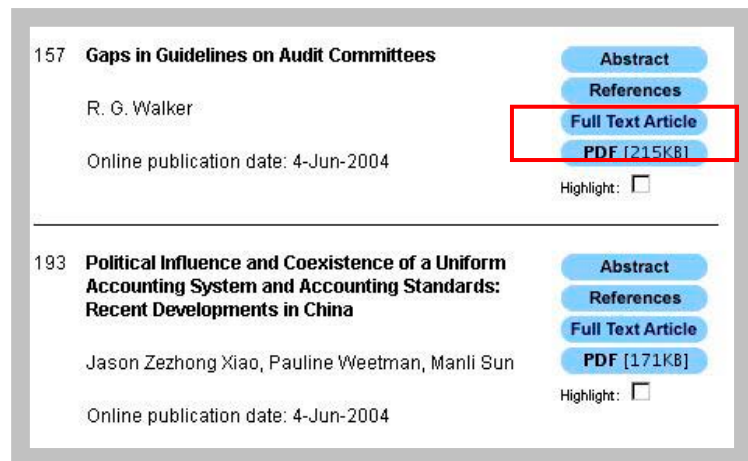 157 Gaps in Guidelines on Audit Committees
Abstract
References
R. G. Walker
Full Text Article
PDF [215KB]
Online publication date: 4-Jun-2004
Highlight:
193 Political Influence and Coexistence of a Uniform
Accounting System and Accounting Standards:
Recent Developments in China
Abstract
References
Full Text Article
Jason Zezhong Xiao, Pauline Weetman, Manli Sun
PDF [171KB]
Highlight:
Online publication date: 4-Jun-2004